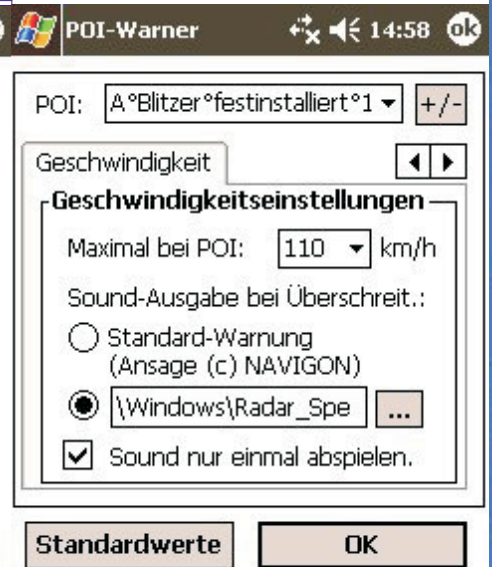 POI-Warner 14:58 ok
POI: A°Blitzer°festinstalliert°1 +/-
Geschwindigkeit
Geschwindigkeitseinstellungen
Maximal bei POI: 110 km/h
Sound-Ausgabe bei Überschreit.:
Standard-Warnung
(Ansage (c) NAVIGON)
\Windows\Radar_Spe ...
Sound nur einmal abspielen.
Standardwerte OK